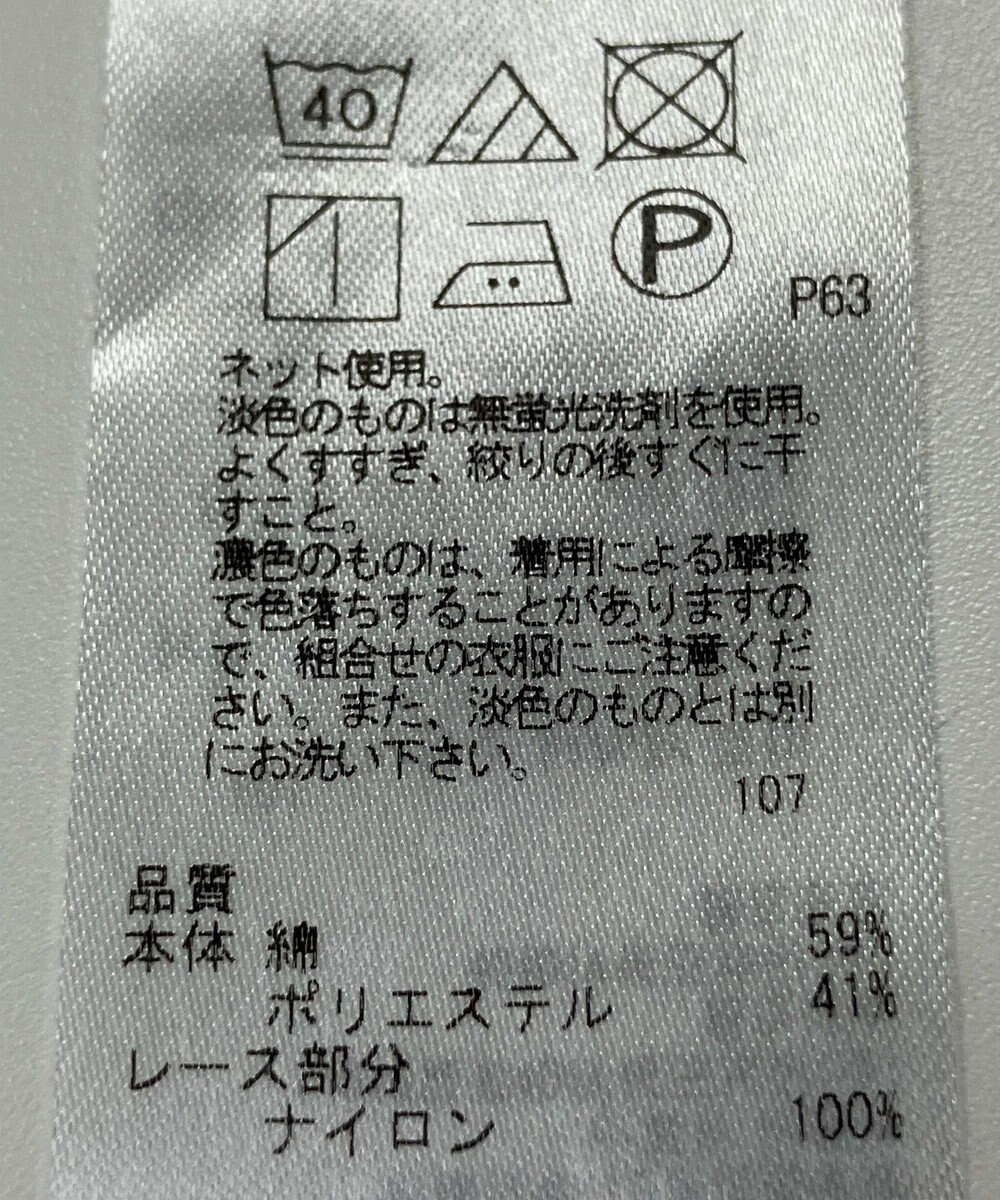 40
P
P63
ネット使用。
淡色のものは無蛍光洗剤を使用。
よくすすぎ、絞りの後すぐに干
すこと。
濃色のものは、着用による摩擦
で色落ちすることがありますの
で、組合せの衣服にご注意くだ
さい。また、淡色のものとは別
にお洗い下さい。
107
品質
本体 綿 59%
ポリエステル 41%
レース部分
ナイロン 100%